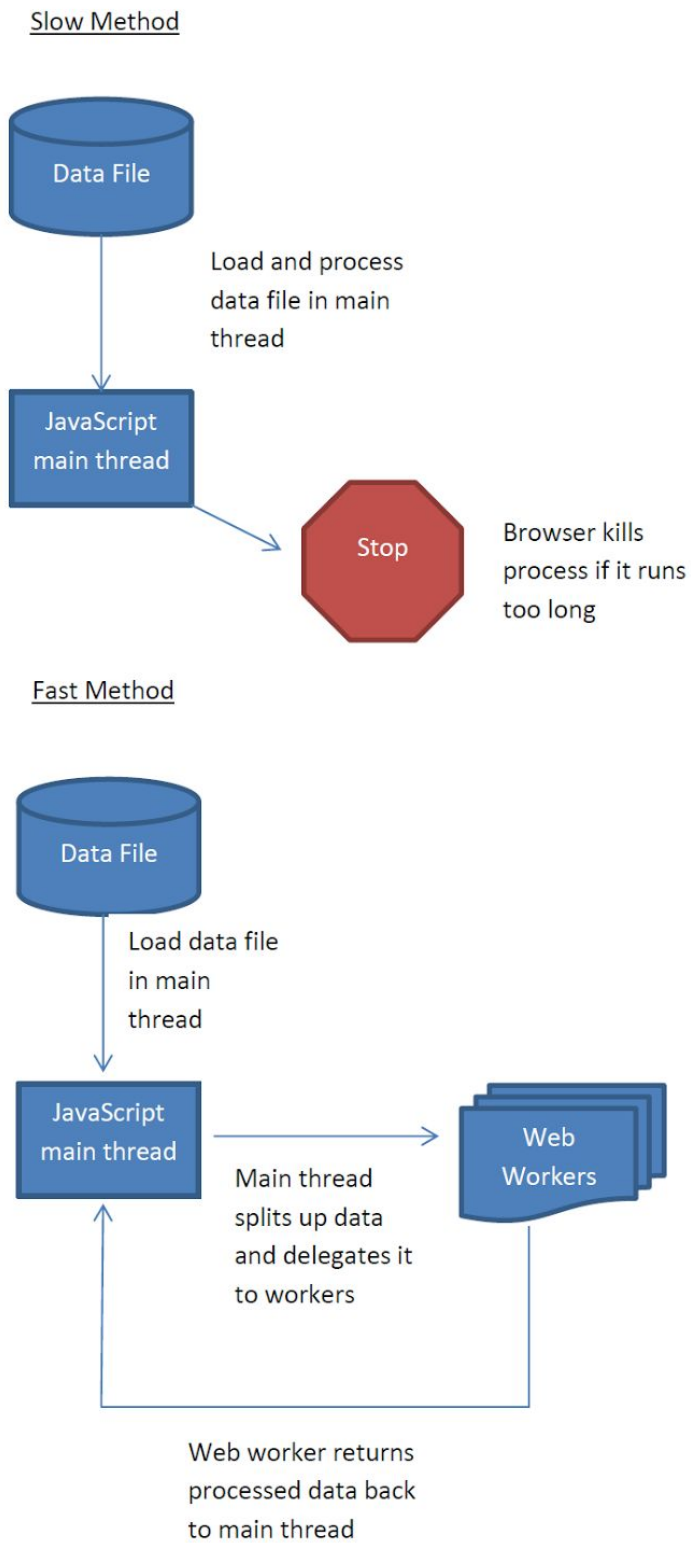 Slow Method
Data File
Load and process
data file in main
thread
JavaScript
main thread
Stop
Browser kills
process if it runs
too long
Fast Method
Data File
Load data file
in main
thread
JavaScript
main thread
Web
Workers
Main thread
splits up data
and delegates it
to workers
Web worker returns
processed data back
to main thread